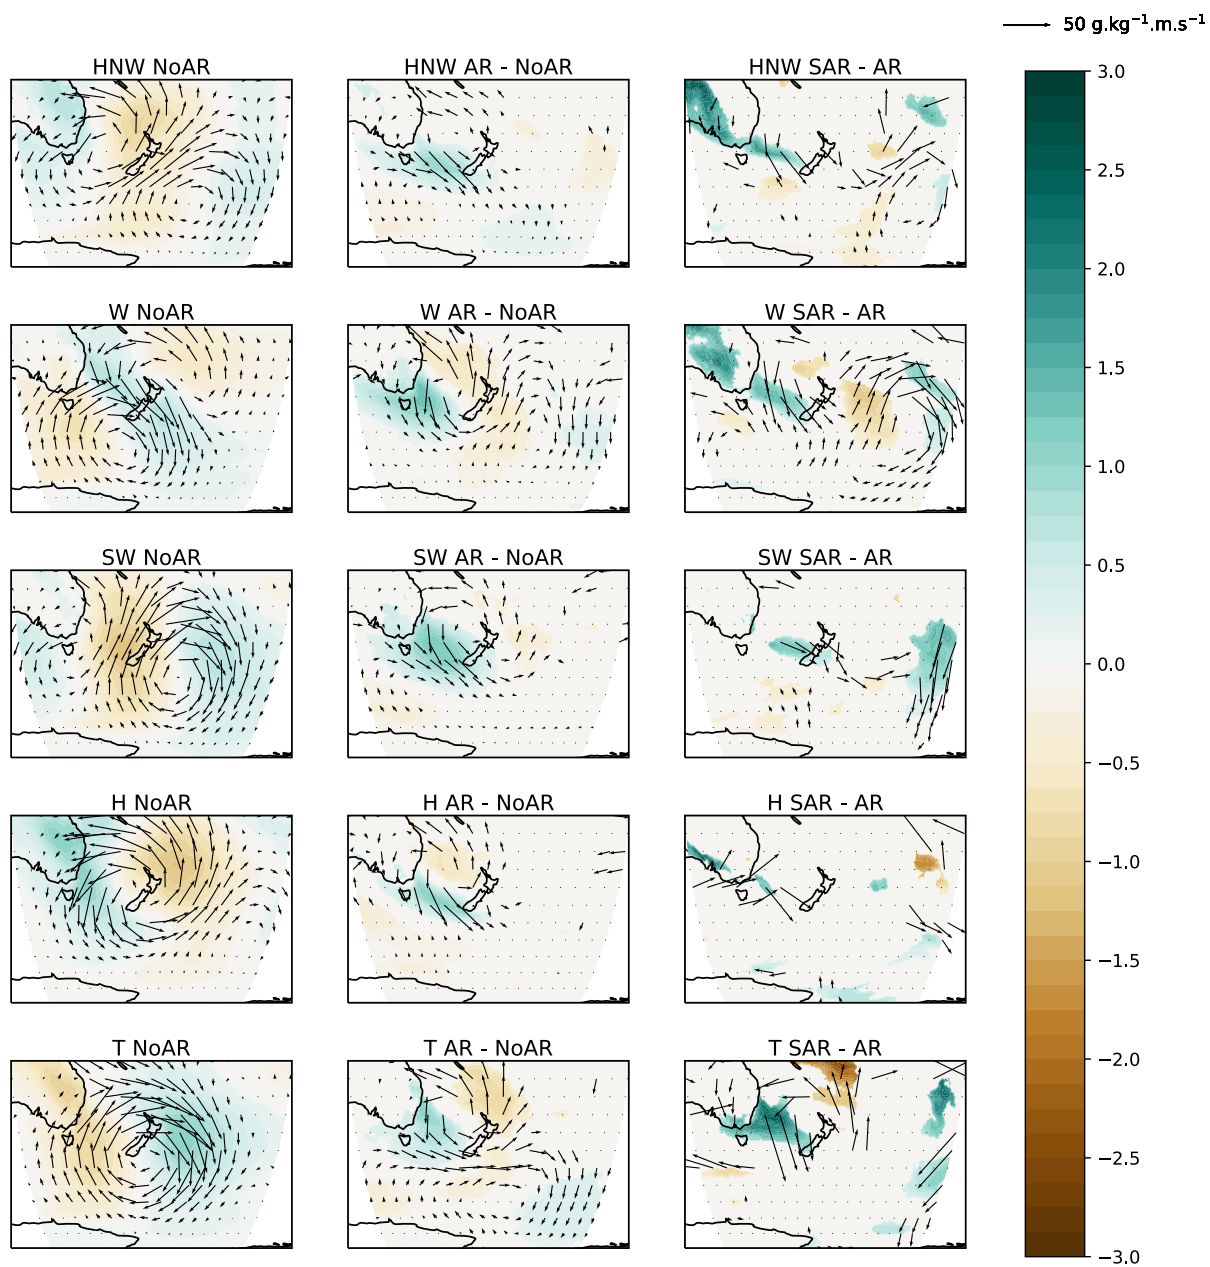 50 g.kg⁻¹.m.s⁻¹
HNW NoAR
HNW AR - NoAR
HNW SAR - AR
W NoAR
W AR - NoAR
W SAR - AR
SW NoAR
SW AR - NoAR
SW SAR - AR
H NoAR
H AR - NoAR
H SAR - AR
T NoAR
T AR - NoAR
T SAR - AR
3.0
2.5
2.0
1.5
1.0
0.5
0.0
−0.5
−1.0
−1.5
−2.0
−2.5
−3.0